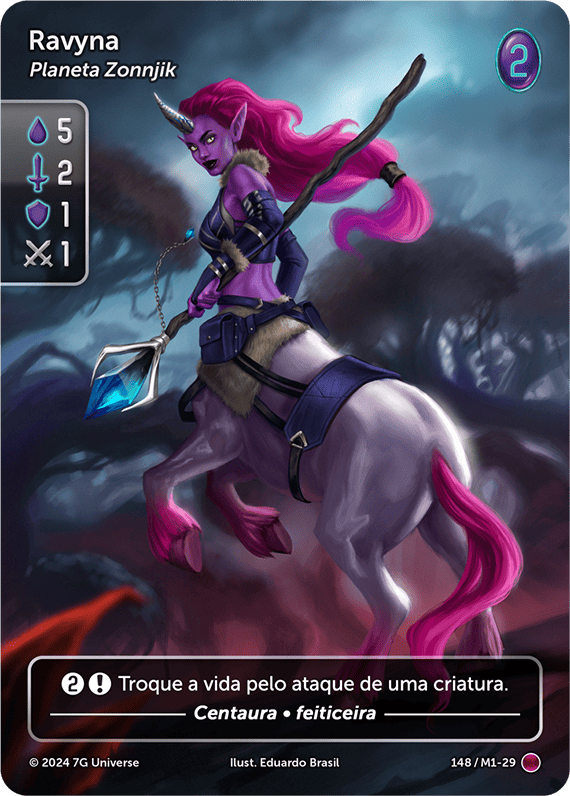 Ravyna
2
Planeta Zonnjik
5
2
1
1
2 ! Troque a vida pelo ataque de uma criatura.
Centaura • feiticeira
© 2024 7G Universe Ilust. Eduardo Brasil 148 / M1-29